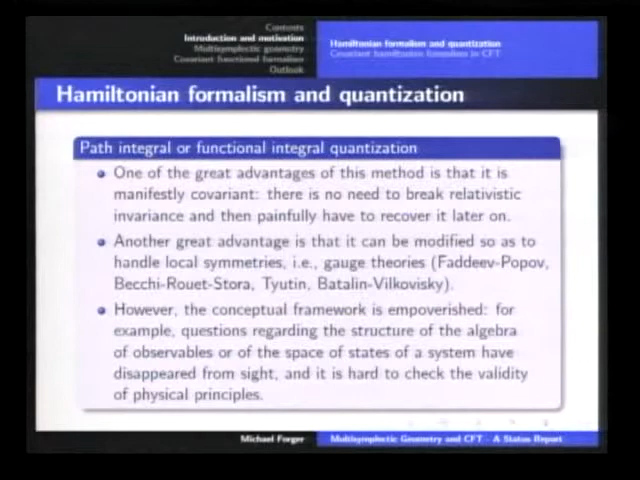 Contents
Introduction and motivation
Multisymplectic geometry
Covariant functional formalism
Outlook
Hamiltonian formalism and quantization
Covariant hamiltonian formalism in CFT
Hamiltonian formalism and quantization
Path integral or functional integral quantization
One of the great advantages of this method is that it is
manifestly covariant: there is no need to break relativistic
invariance and then painfully have to recover it later on.
Another great advantage is that it can be modified so as to
handle local symmetries, i.e., gauge theories (Faddeev-Popov,
Becchi-Rouet-Stora, Tyutin, Batalin-Vilkovisky).
However, the conceptual framework is empoverished: for
example, questions regarding the structure of the algebra
of observables or of the space of states of a system have
disappeared from sight, and it is hard to check the validity
of physical principles.
Michael Forger
Multisymplectic Geometry and CFT - A Status Report